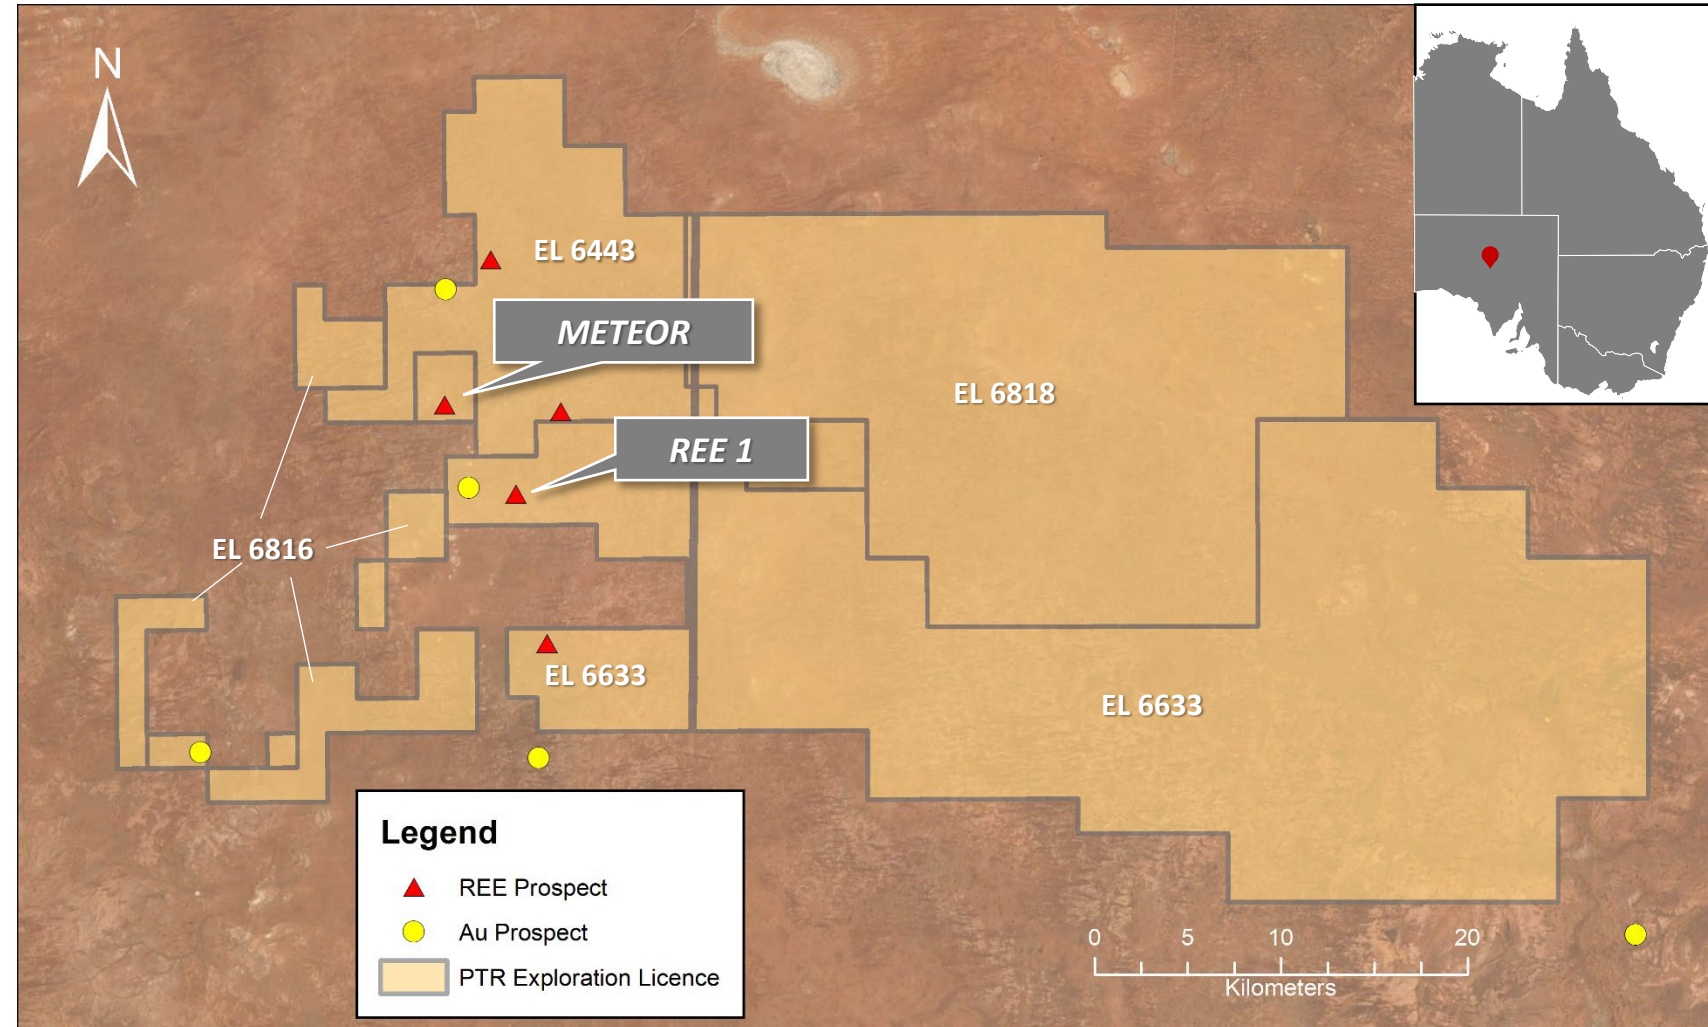 N
EL 6443
METEOR
EL 6818
REE 1
EL 6816
EL 6633
EL 6633
Legend
REE Prospect
Au Prospect
PTR Exploration Licence
0 5 10 20
Kilometers